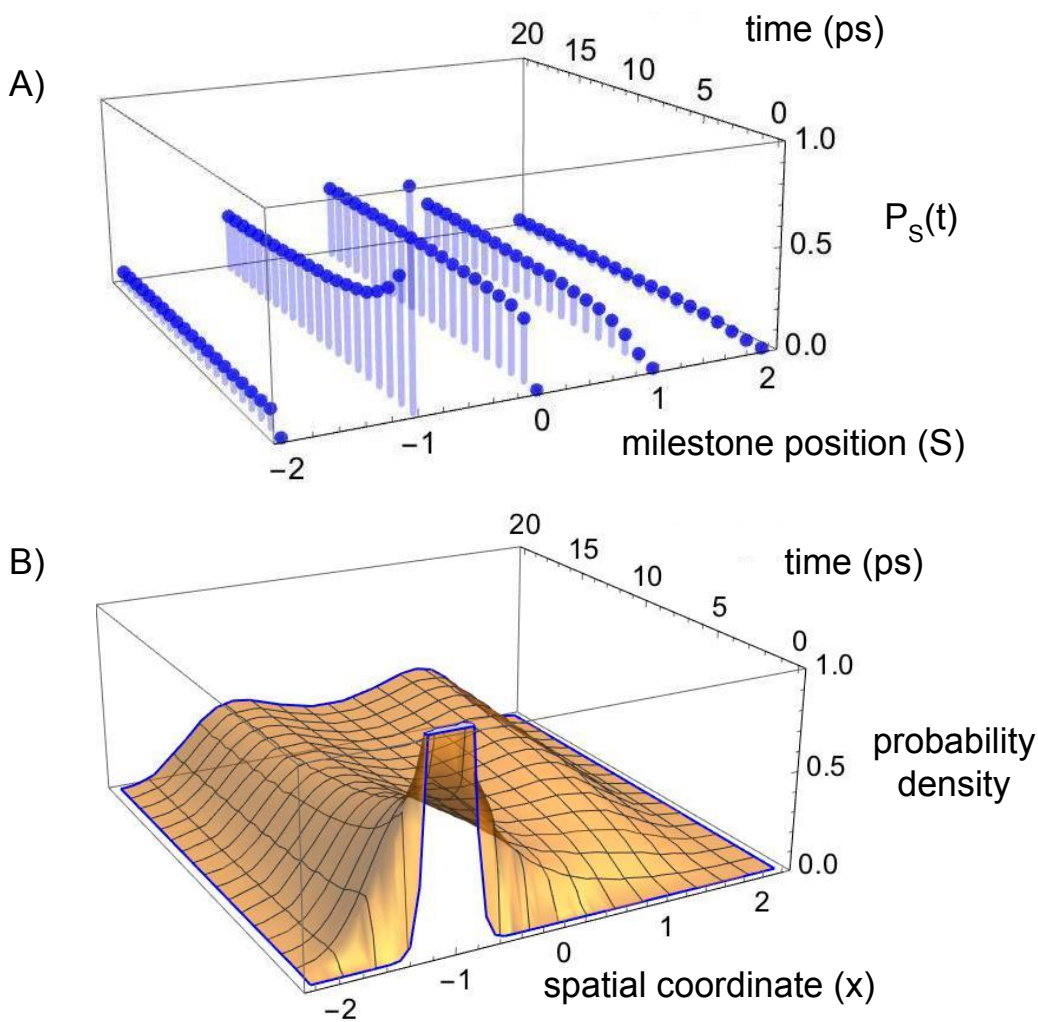 A)
time (ps)
20
15
10
5
0
1.0
0.5
0.0
P_S(t)
−2
−1
0
1
2
milestone position (S)
B)
time (ps)
20
15
10
5
0
1.0
0.5
0.0
probability
density
−2
−1
0
1
2
spatial coordinate (x)